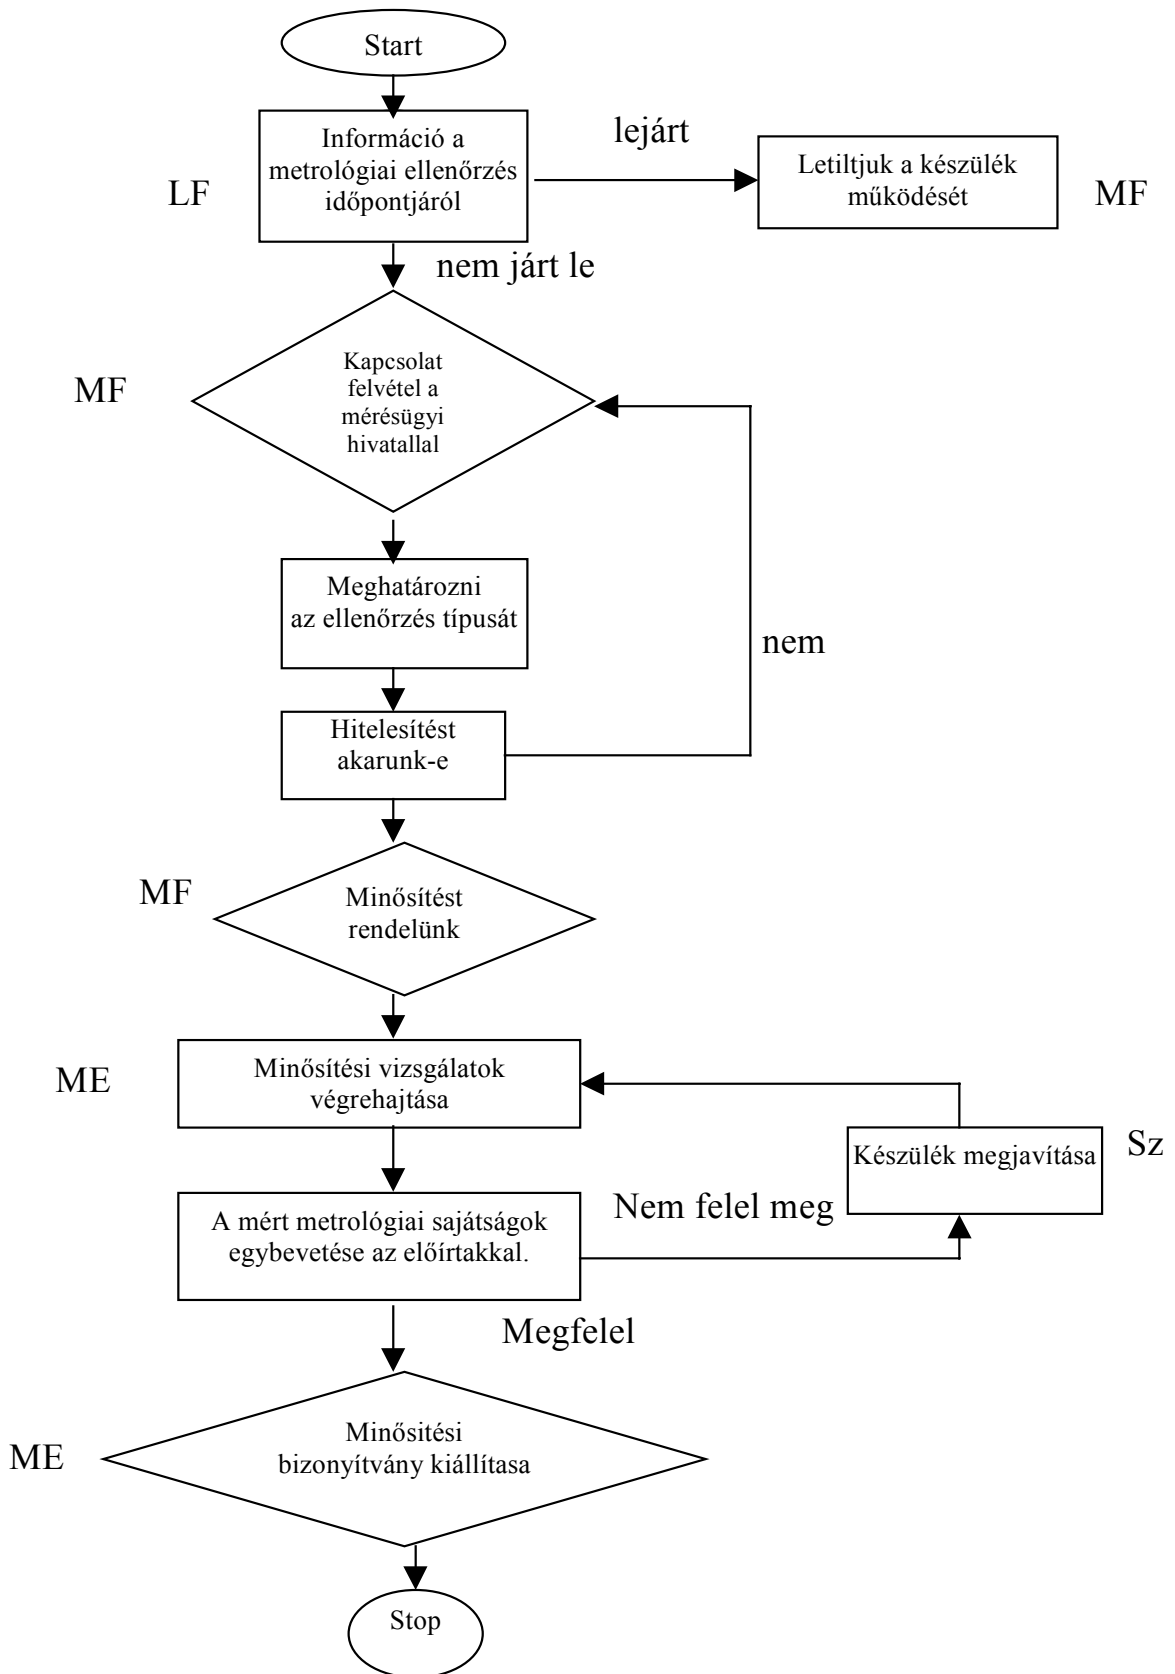 Start
Információ a
metrológiai ellenőrzés
időpontjáról
LF
lejárt
Letiltjuk a készülék
működését
MF
nem járt le
Kapcsolat
felvétel a
mérésügyi
hivatallal
MF
Meghatározni
az ellenőrzés típusát
nem
Hitelesítést
akarunk-e
MF
Minősítést
rendelünk
ME
Minősítési vizsgálatok
végrehajtása
Készülék megjavítása
Sz
A mért metrológiai sajátságok
egybevetése az előírtakkal.
Nem felel meg
Megfelel
ME
Minősitési
bizonyítvány kiállítasa
Stop